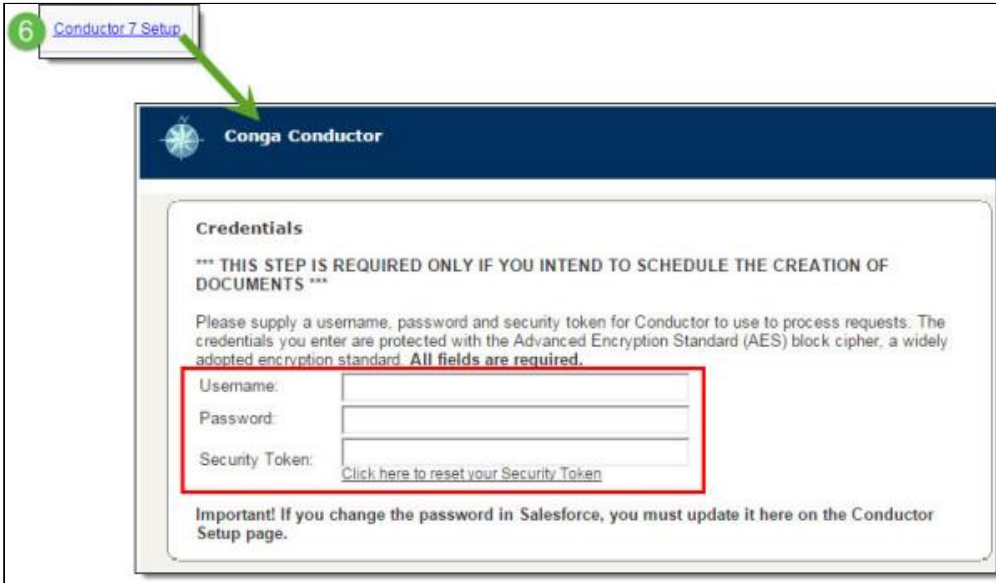 6 Conductor 7 Setup
Conga Conductor
Credentials
*** THIS STEP IS REQUIRED ONLY IF YOU INTEND TO SCHEDULE THE CREATION OF
DOCUMENTS ***
Please supply a username, password and security token for Conductor to use to process requests. The
credentials you enter are protected with the Advanced Encryption Standard (AES) block cipher, a widely
adopted encryption standard. All fields are required.
Username:
Password:
Security Token:
Click here to reset your Security Token
Important! If you change the password in Salesforce, you must update it here on the Conductor
Setup page.